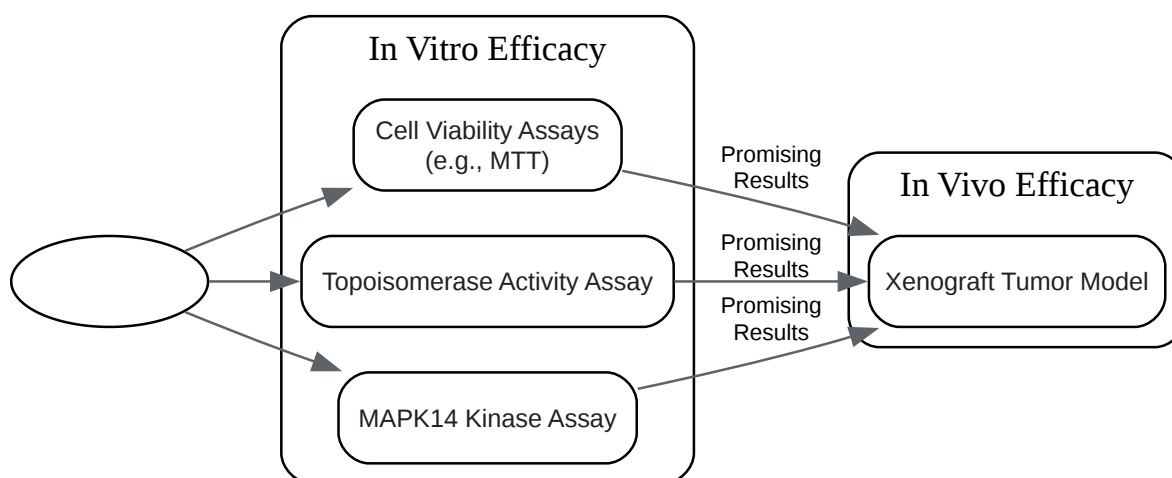 In Vitro Efficacy
Cell Viability Assays
(e.g., MTT)
Topoisomerase Activity Assay
MAPK14 Kinase Assay
Promising
Results
Promising
Results
Promising
Results
In Vivo Efficacy
Xenograft Tumor Model